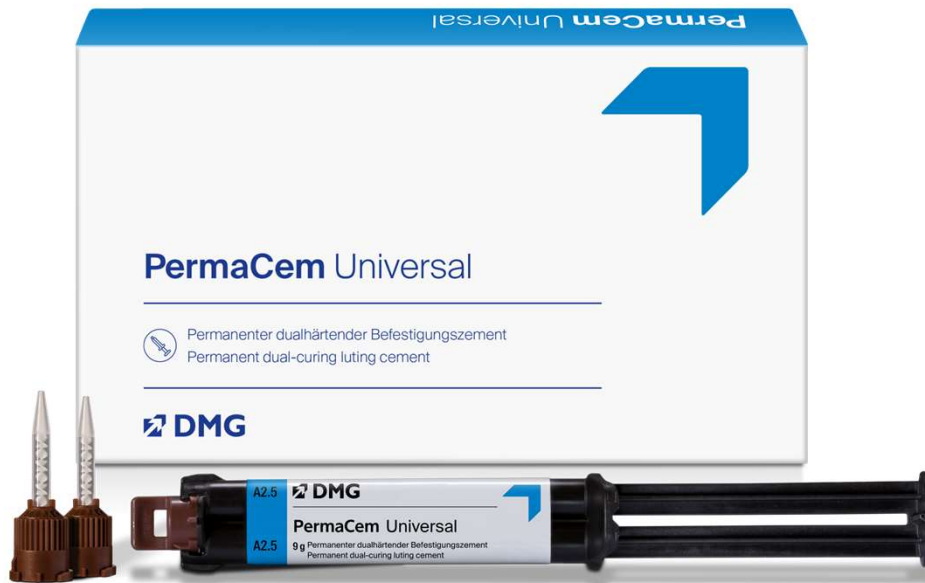 PermaCem Universal
PermaCem Universal
Permanenter dualhärtender Befestigungszement
Permanent dual-curing luting cement
DMG
A2.5
DMG
PermaCem Universal
A2.5
9 g Permanenter dualhärtender Befestigungszement
Permanent dual-curing luting cement